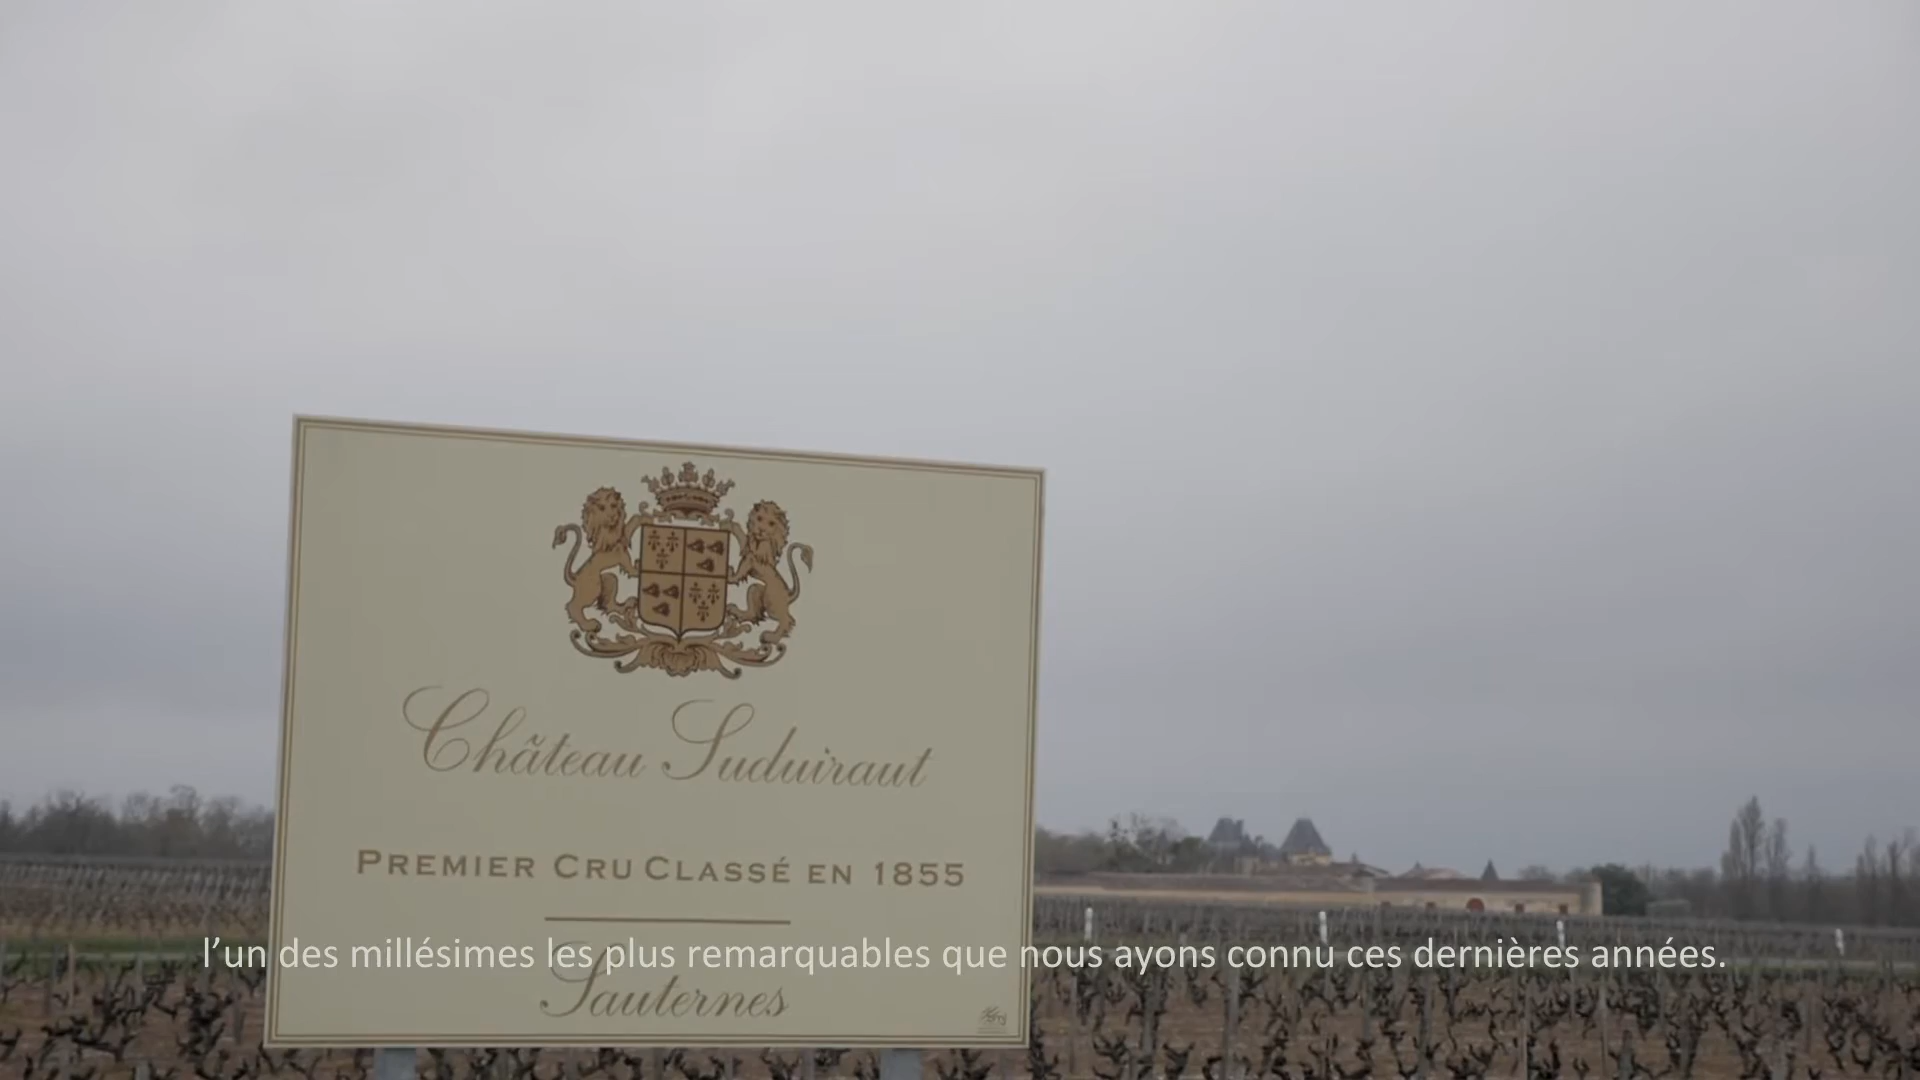 Château Suduiraut
PREMIER CRU CLASSÉ EN 1855
l’un des millésimes les plus remarquables que nous ayons connu ces dernières années.
Sauternes